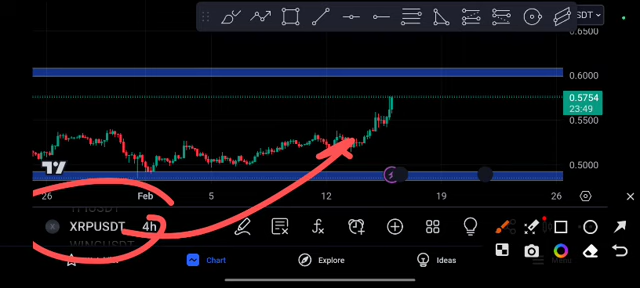 SDT
0.6500
0.6000
0.5754
23:49
0.5500
0.5000
26 Feb 5 12 19 26
XRPUSDT 4h
WINGUSDT
Chart Explore Ideas